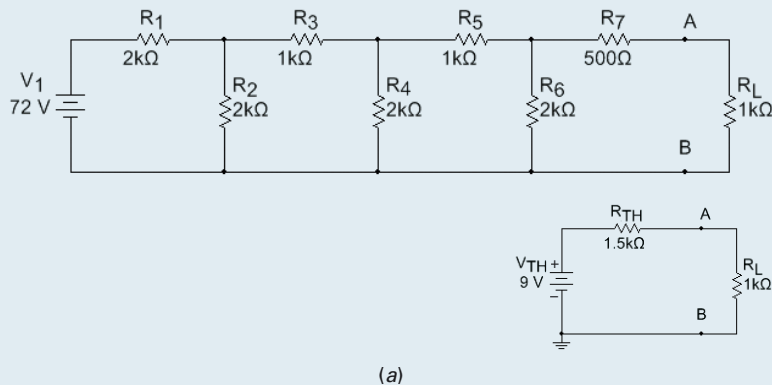 R1 R3 R5 R7 A
2kΩ 1kΩ 1kΩ 500Ω
V1
72 V
R2
2kΩ
R4
2kΩ
R6
2kΩ
RL
1kΩ
B
RTH A
1.5kΩ
VTH +
9 V
–
RL
1kΩ
B
(a)